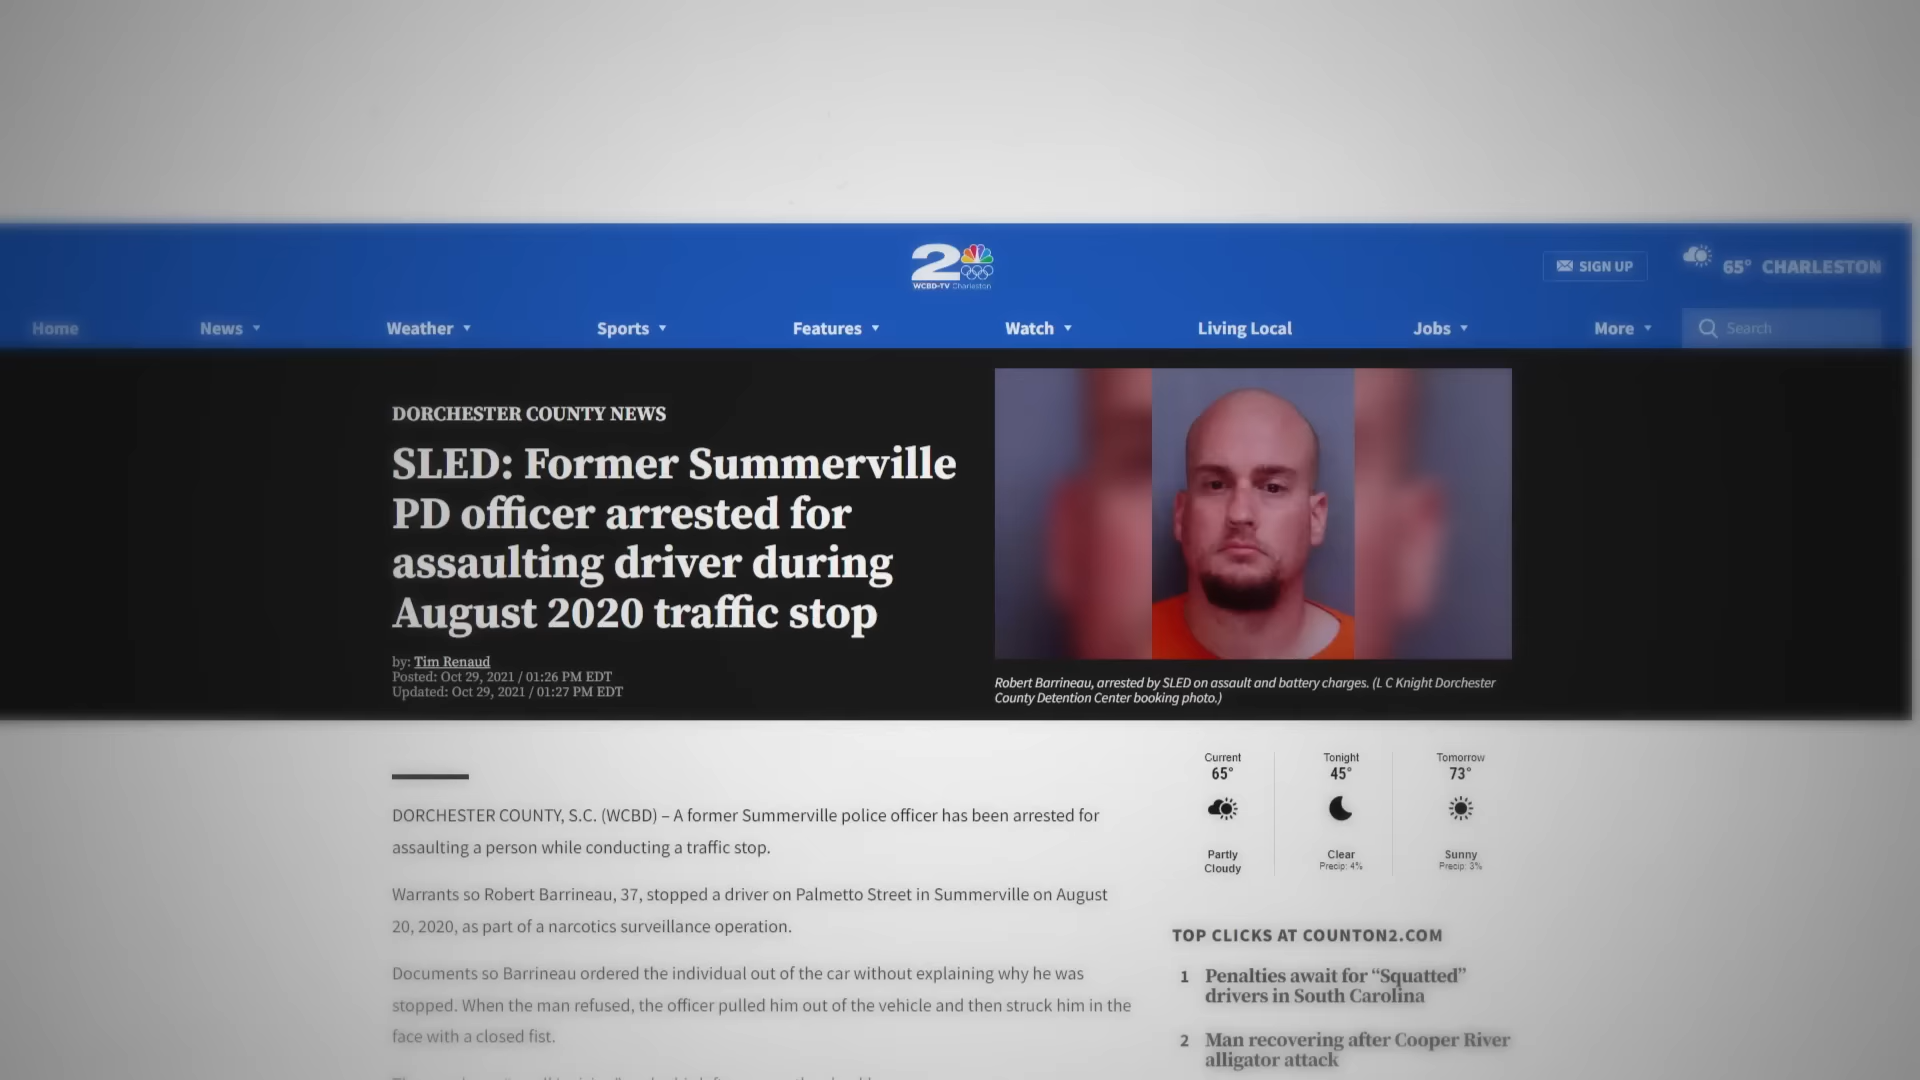 2
WCBD-TV Charleston
SIGN UP
65° CHARLESTON
Home
News
Weather
Sports
Features
Watch
Living Local
Jobs
More
Search
DORCHESTER COUNTY NEWS
SLED: Former Summerville
PD officer arrested for
assaulting driver during
August 2020 traffic stop
by: Tim Renaud
Posted: Oct 29, 2021 / 01:26 PM EDT
Updated: Oct 29, 2021 / 01:27 PM EDT
Robert Barrineau, arrested by SLED on assault and battery charges. (L C Knight Dorchester
County Detention Center booking photo.)
DORCHESTER COUNTY, S.C. (WCBD) – A former Summerville police officer has been arrested for
assaulting a person while conducting a traffic stop.
Warrants so Robert Barrineau, 37, stopped a driver on Palmetto Street in Summerville on August
20, 2020, as part of a narcotics surveillance operation.
Documents so Barrineau ordered the individual out of the car without explaining why he was
stopped. When the man refused, the officer pulled him out of the vehicle and then struck him in the
face with a closed fist.
Current
65°
Partly
Cloudy
Tonight
45°
Clear
Precip: 4%
Tomorrow
73°
Sunny
Precip: 3%
TOP CLICKS AT COUNTON2.COM
1 Penalties await for “Squatted”
drivers in South Carolina
2 Man recovering after Cooper River
alligator attack